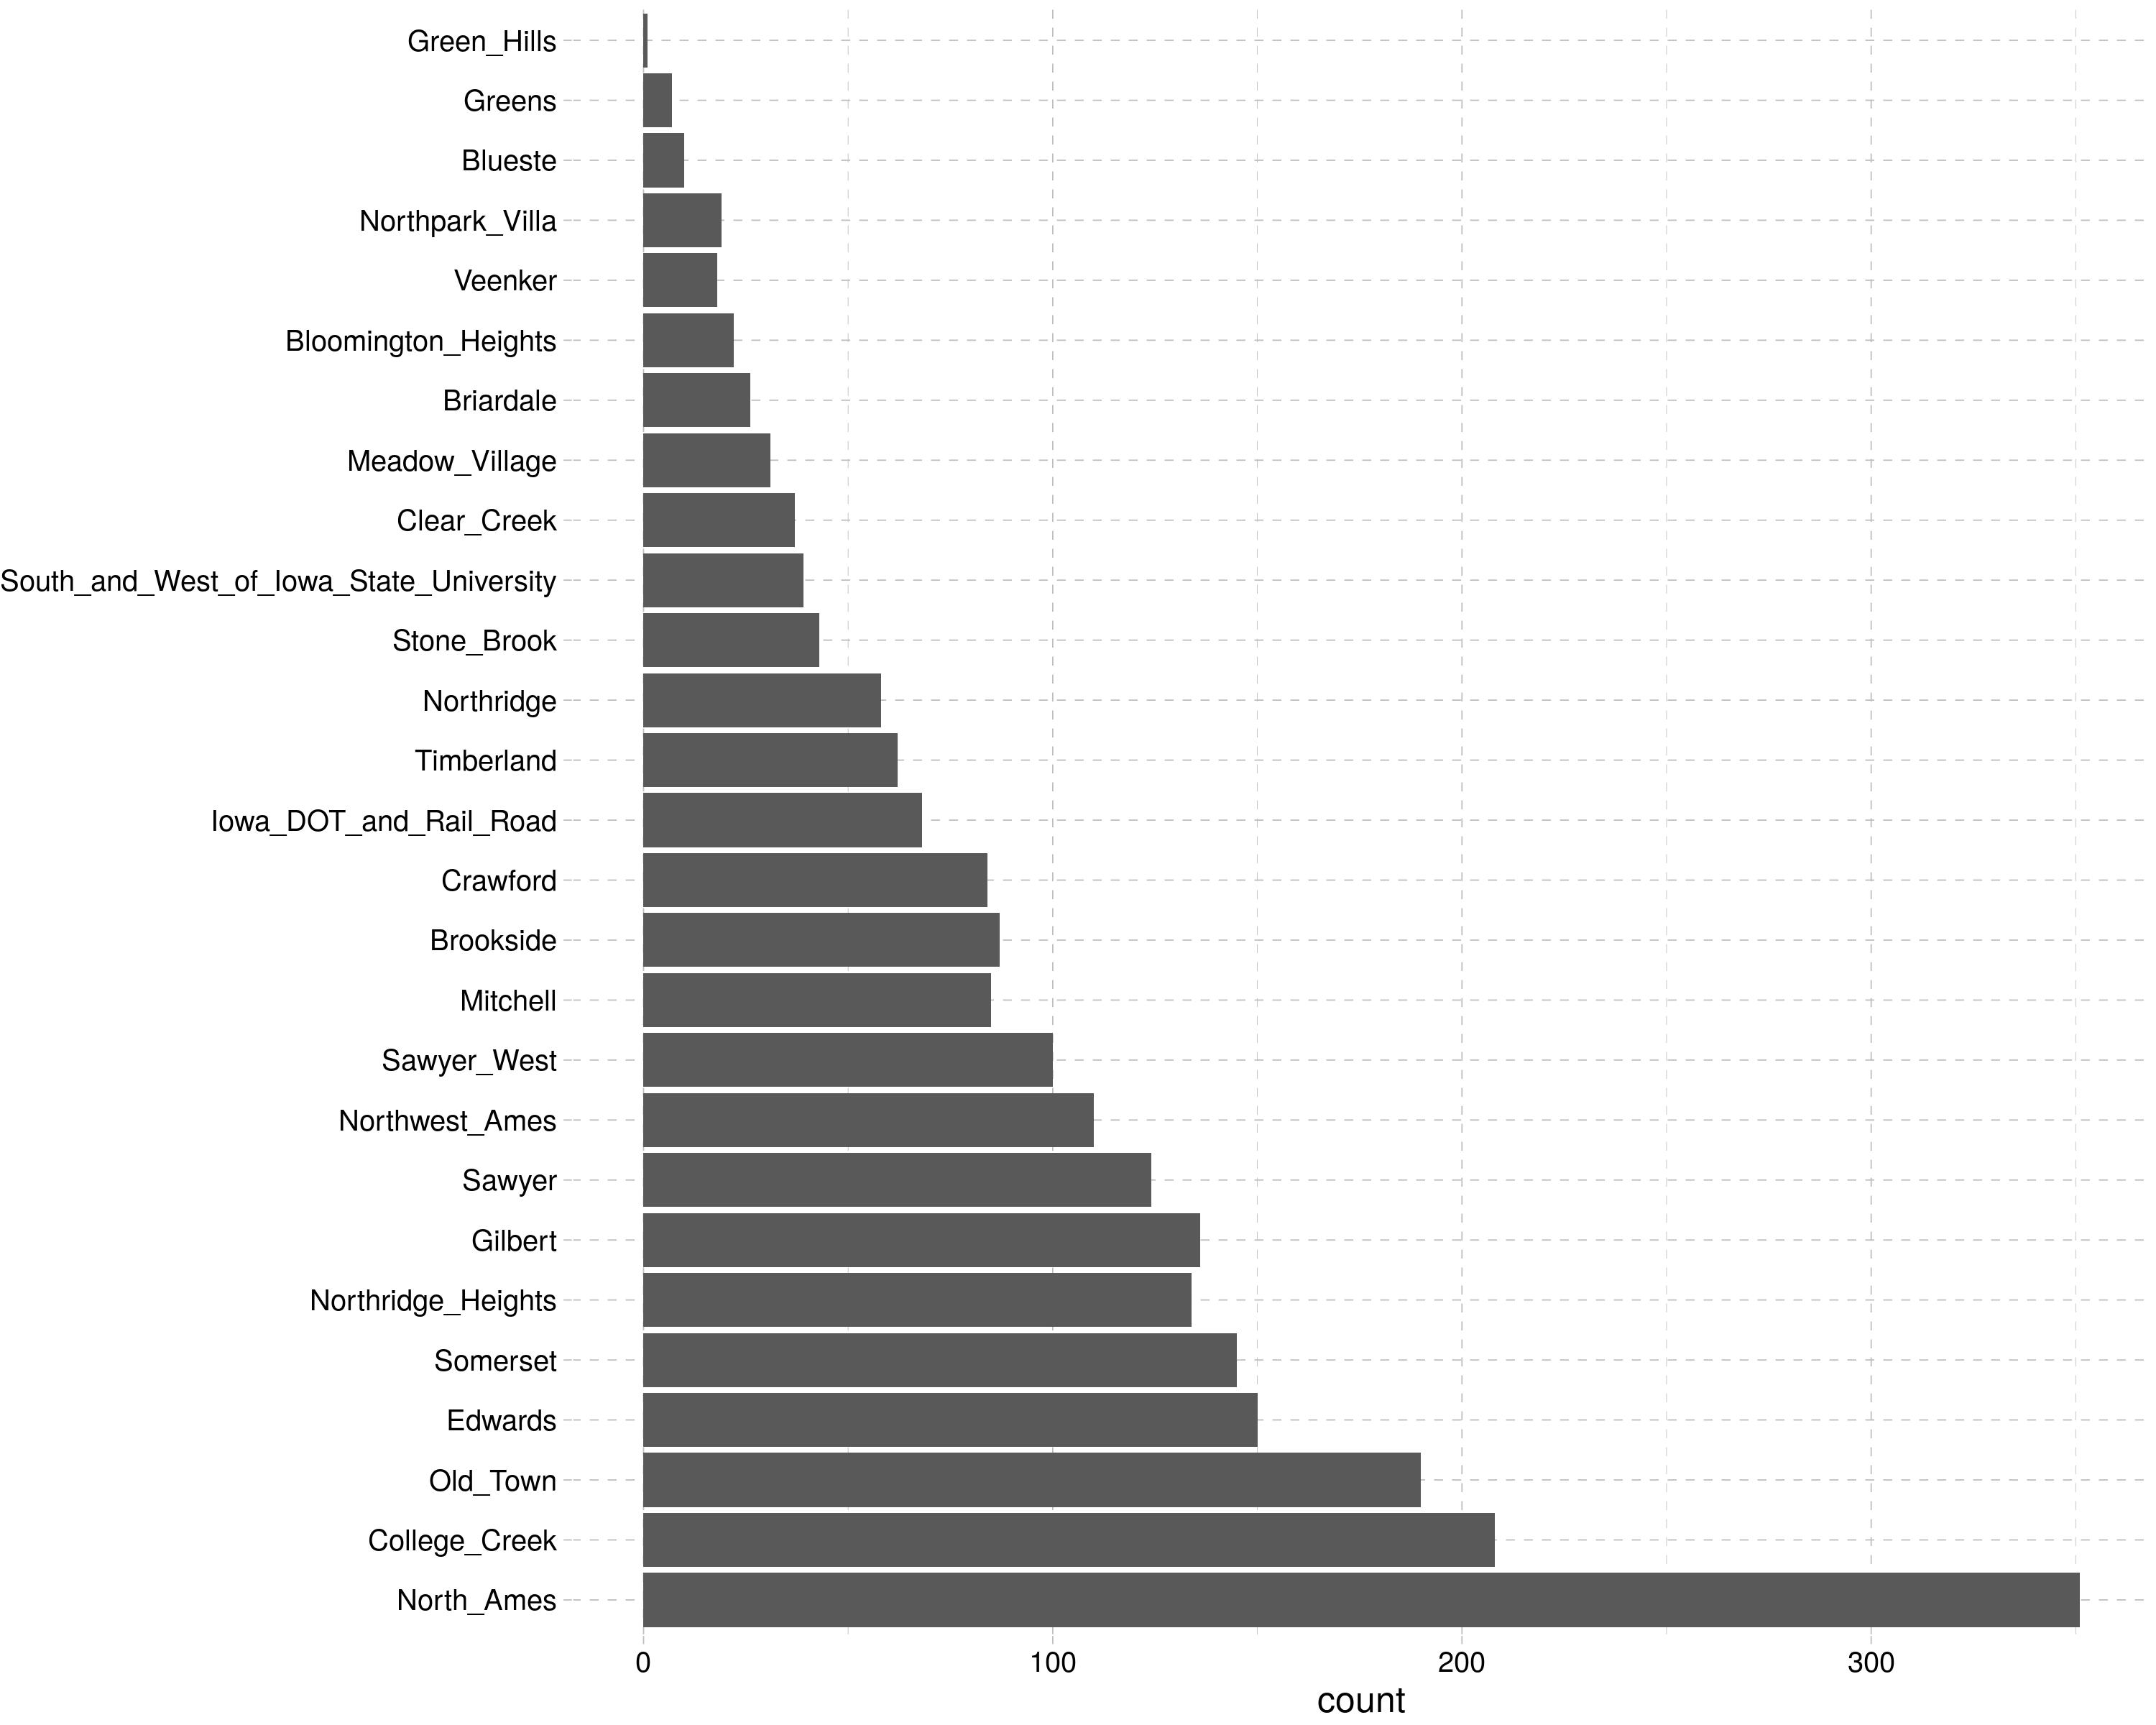 Green_Hills
Greens
Blueste
Northpark_Villa
Veenker
Bloomington_Heights
Briardale
Meadow_Village
Clear_Creek
South_and_West_of_Iowa_State_University
Stone_Brook
Northridge
Timberland
Iowa_DOT_and_Rail_Road
Crawford
Brookside
Mitchell
Sawyer_West
Northwest_Ames
Sawyer
Gilbert
Northridge_Heights
Somerset
Edwards
Old_Town
College_Creek
North_Ames
0 100 200 300
count